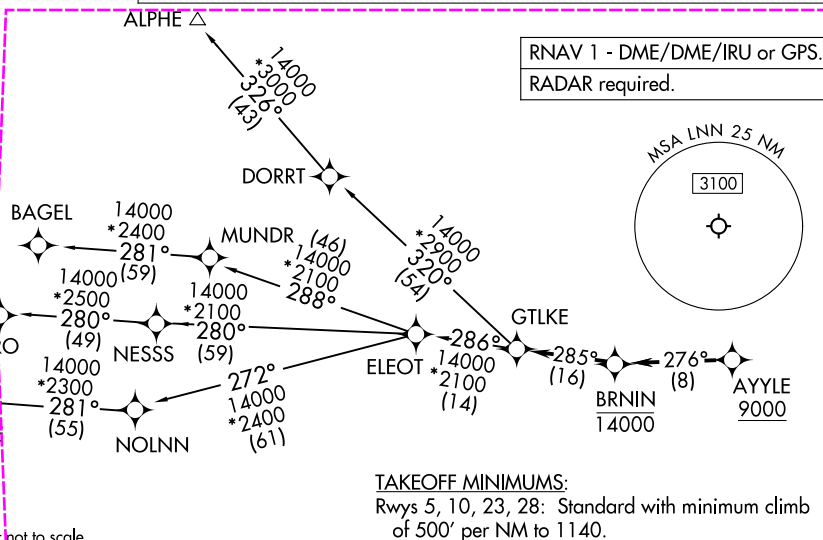 ALPHE
RNAV 1 - DME/DME/IRU or GPS.
RADAR required.
14000
*3000
326°
(43)
MSA LNN 25 NM
3100
DORRT
BAGEL
14000
*2400
281°
(59)
MUNDR
(46)
14000
*2100
288°
14000
*2900
320°
(54)
14000
*2500
280°
(49)
14000
*2100
280°
(59)
NESSS
RO
GTLKE
ELEOT
286°
14000
*2100
(14)
285°
(16)
276°
(8)
BRNIN
14000
AYYLE
9000
14000
*2300
281°
(55)
NOLNN
272°
14000
*2400
(61)
TAKEOFF MINIMUMS:
Rwys 5, 10, 23, 28: Standard with minimum climb
of 500' per NM to 1140.
not to scale